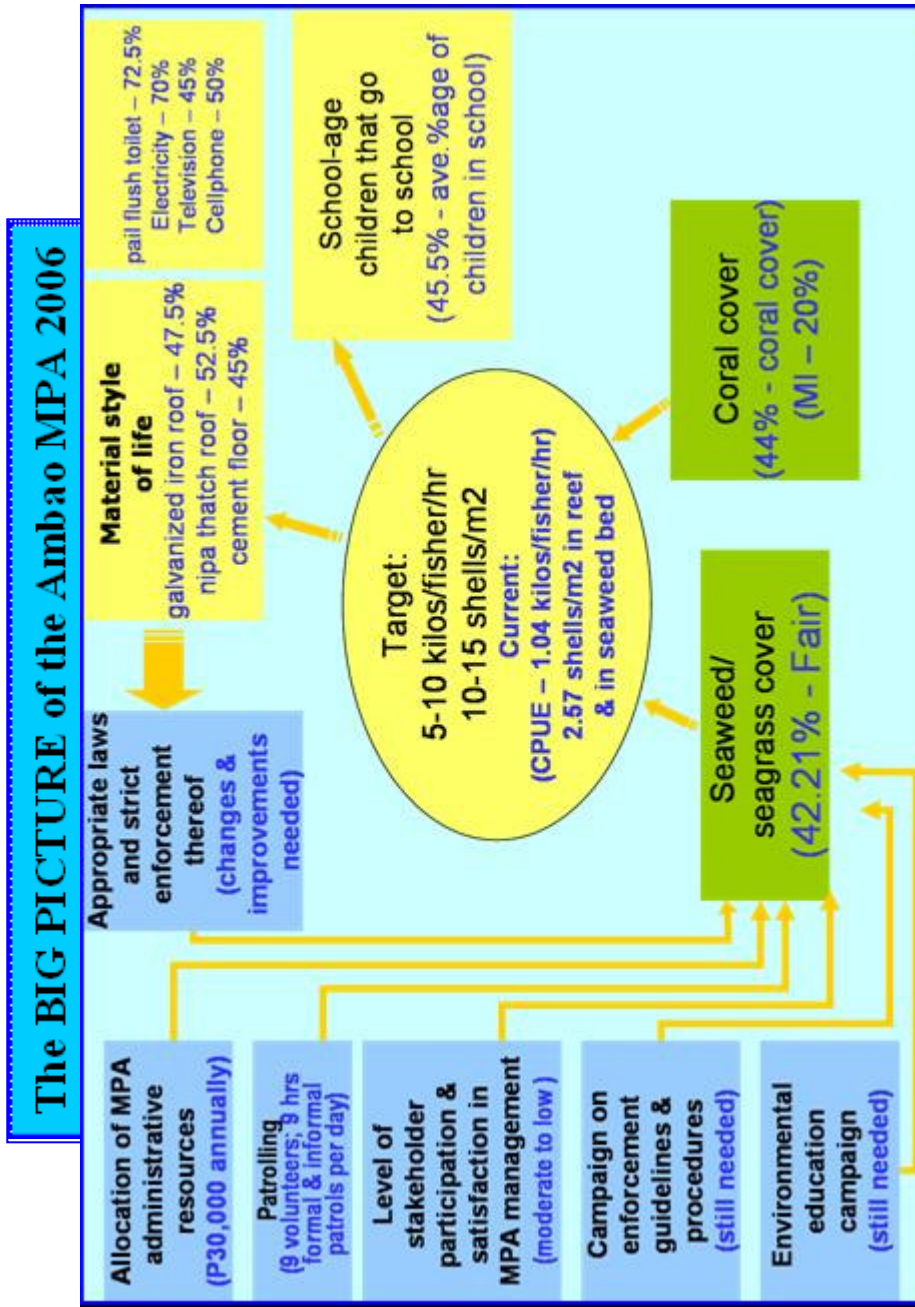 The BIG PICTURE of the Ambao MPA 2006
Allocation of MPA
administrative
resources
(P30,000 annually)
Patrolling
(9 volunteers; 9 hrs
formal & informal
patrols per day)
Level of
stakeholder
participation &
satisfaction in
MPA management
(moderate to low )
Campaign on
enforcement
guidelines &
procedures
(still needed)
Environmental
education
campaign
(still needed)
Appropriate laws
and strict
enforcement
thereof
(changes &
improvements
needed)
Material style
of life
galvanized iron roof – 47.5%
nipa thatch roof – 52.5%
cement floor – 45%
pail flush toilet – 72.5%
Electricity – 70%
Television – 45%
Cellphone – 50%
School-age
children that go
to school
(45.5% - ave.%age of
children in school)
Target:
5-10 kilos/fisher/hr
10-15 shells/m2
Current:
(CPUE – 1.04 kilos/fisher/hr)
2.57 shells/m2 in reef
& in seaweed bed
Seaweed/
seagrass cover
(42.21% - Fair)
Coral cover
(44% - coral cover)
(MI – 20%)